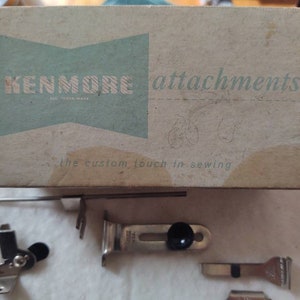 KENMORE attachments
the custom touch in sewing